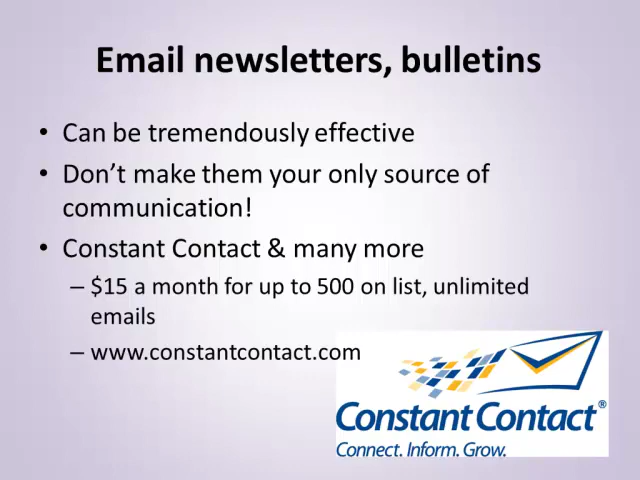 Email newsletters, bulletins
• Can be tremendously effective
• Don’t make them your only source of
communication!
• Constant Contact & many more
– $15 a month for up to 500 on list, unlimited
emails
– www.constantcontact.com
Constant Contact®
Connect. Inform. Grow.